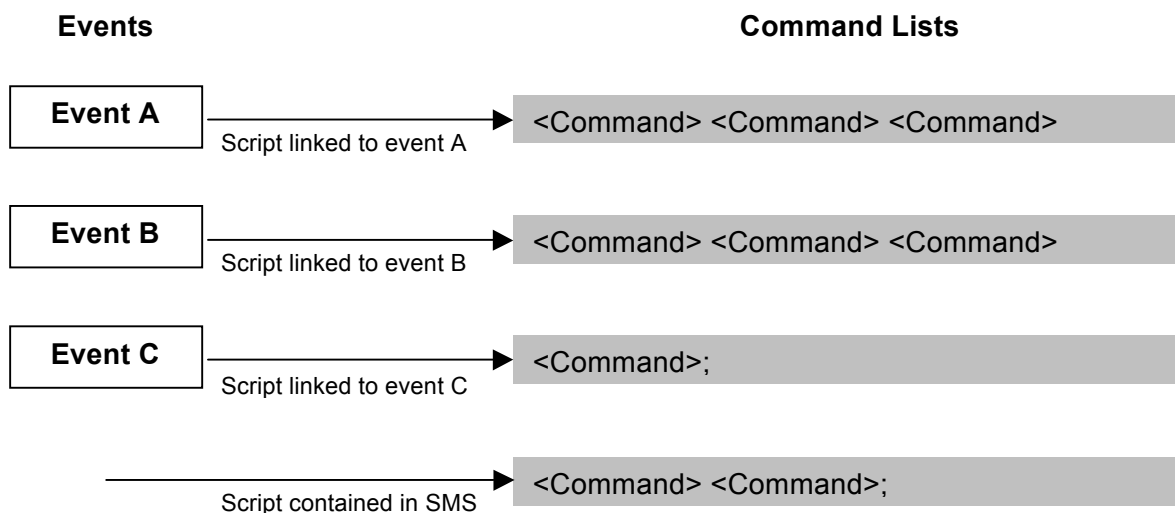 Events Command Lists
Event A
Script linked to event A
<Command> <Command> <Command>
Event B
Script linked to event B
<Command> <Command> <Command>
Event C
Script linked to event C
<Command>;
Script contained in SMS
<Command> <Command>;